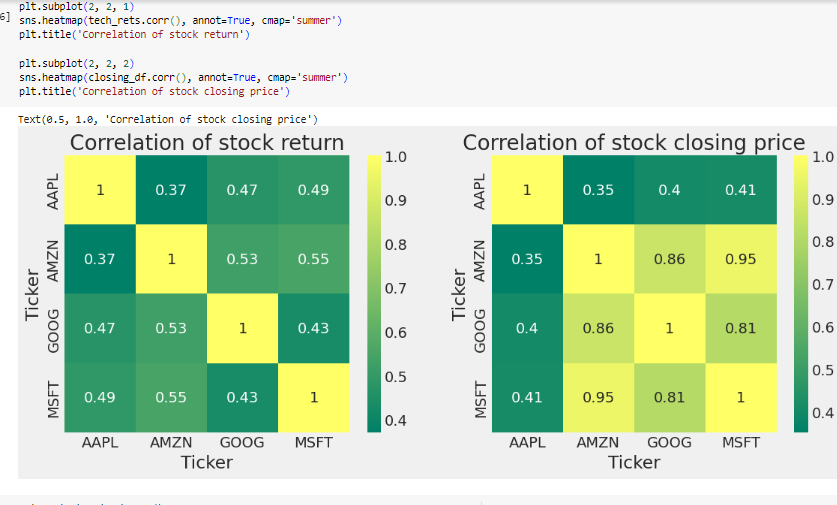 plt.subplot(2, 2, 1)
6]
sns.heatmap(tech_rets.corr(), annot=True, cmap='summer')
plt.title('Correlation of stock return')
plt.subplot(2, 2, 2)
sns.heatmap(closing_df.corr(), annot=True, cmap='summer')
plt.title('Correlation of stock closing price')
Text(0.5, 1.0, 'Correlation of stock closing price')
Correlation of stock return
AAPL 1 0.37 0.47 0.49
AMZN 0.37 1 0.53 0.55
GOOG 0.47 0.53 1 0.43
MSFT 0.49 0.55 0.43 1
AAPL AMZN GOOG MSFT
Ticker
Ticker
1.0
0.9
0.8
0.7
0.6
0.5
0.4
Correlation of stock closing price
AAPL 1 0.35 0.4 0.41
AMZN 0.35 1 0.86 0.95
GOOG 0.4 0.86 1 0.81
MSFT 0.41 0.95 0.81 1
AAPL AMZN GOOG MSFT
Ticker
Ticker
1.0
0.9
0.8
0.7
0.6
0.5
0.4